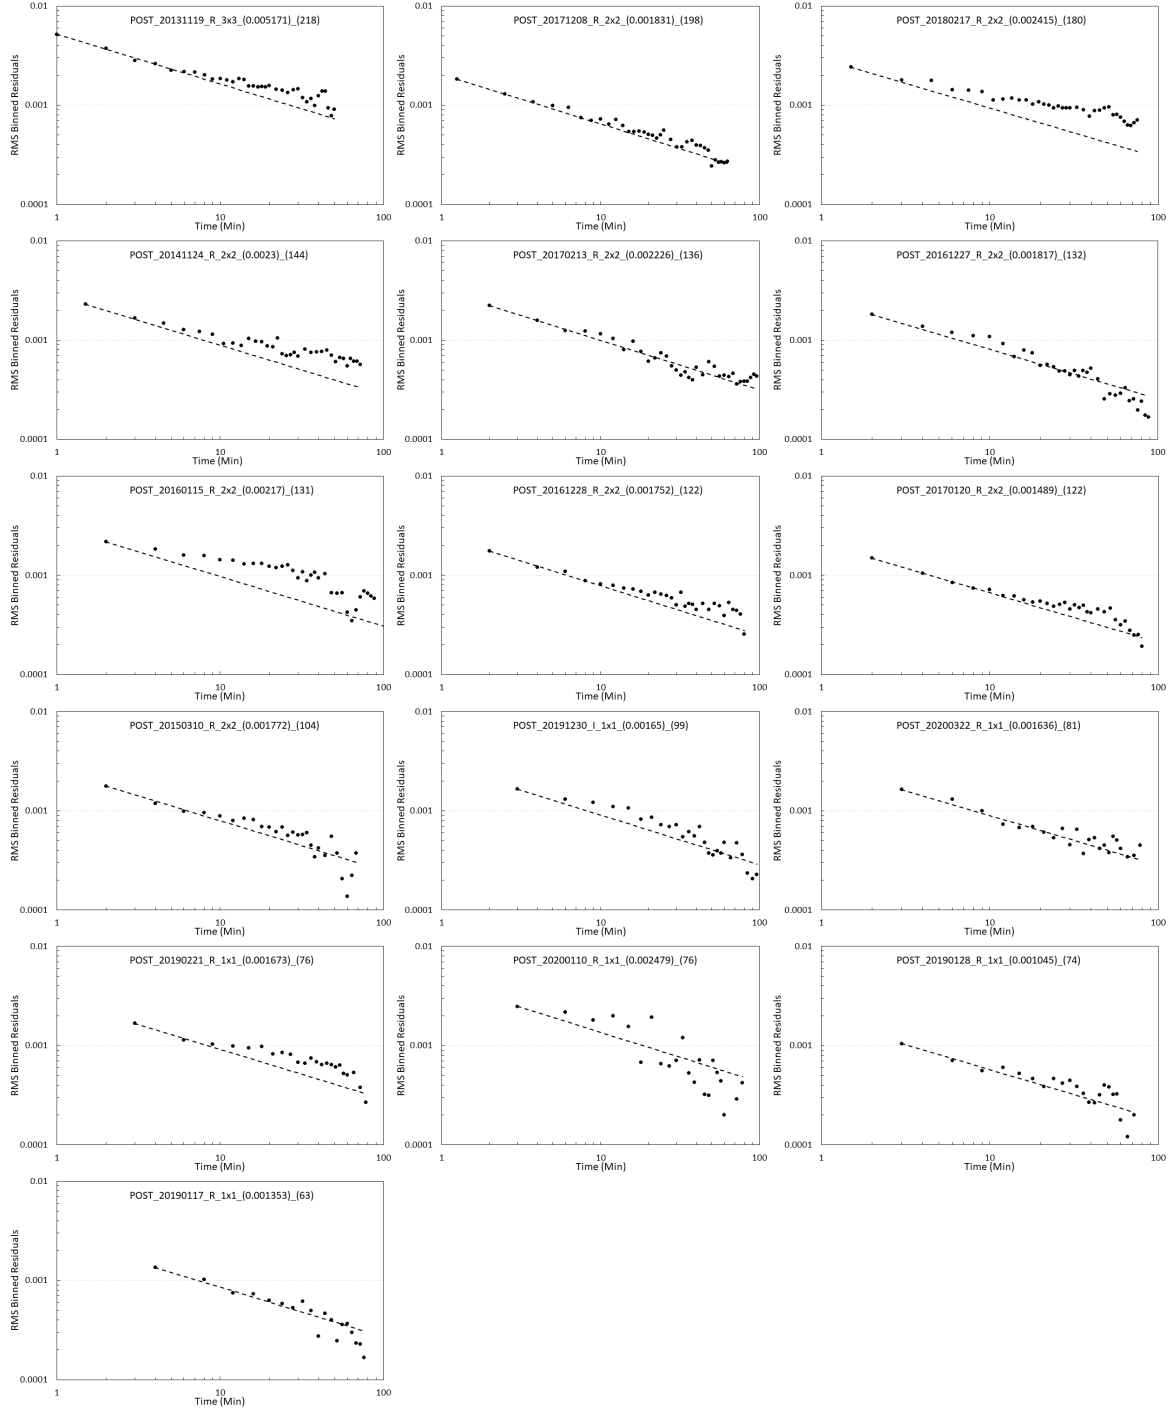 POST_20131119_R_3x3_(0.005171)_(218)
RMS Binned Residuals
0.01
0.001
0.0001
1
10
100
Time (Min)
POST_20171208_R_2x2_(0.001831)_(198)
RMS Binned Residuals
0.01
0.001
0.0001
1
10
100
Time (Min)
POST_20180217_R_2x2_(0.002415)_(180)
RMS Binned Residuals
0.01
0.001
0.0001
1
10
100
Time (Min)
POST_20141124_R_2x2_(0.0023)_(144)
RMS Binned Residuals
0.01
0.001
0.0001
1
10
100
Time (Min)
POST_20170213_R_2x2_(0.002226)_(136)
RMS Binned Residuals
0.01
0.001
0.0001
1
10
100
Time (Min)
POST_20161227_R_2x2_(0.001817)_(132)
RMS Binned Residuals
0.01
0.001
0.0001
1
10
100
Time (Min)
POST_20160115_R_2x2_(0.00217)_(131)
RMS Binned Residuals
0.01
0.001
0.0001
1
10
100
Time (Min)
POST_20161228_R_2x2_(0.001752)_(122)
RMS Binned Residuals
0.01
0.001
0.0001
1
10
100
Time (Min)
POST_20170120_R_2x2_(0.001489)_(122)
RMS Binned Residuals
0.01
0.001
0.0001
1
10
100
Time (Min)
POST_20150310_R_2x2_(0.001772)_(104)
RMS Binned Residuals
0.01
0.001
0.0001
1
10
100
Time (Min)
POST_20191230_I_1x1_(0.00165)_(99)
RMS Binned Residuals
0.01
0.001
0.0001
1
10
100
Time (Min)
POST_20200322_R_1x1_(0.001636)_(81)
RMS Binned Residuals
0.01
0.001
0.0001
1
10
100
Time (Min)
POST_20190221_R_1x1_(0.001673)_(76)
RMS Binned Residuals
0.01
0.001
0.0001
1
10
100
Time (Min)
POST_20200110_R_1x1_(0.002479)_(76)
RMS Binned Residuals
0.01
0.001
0.0001
1
10
100
Time (Min)
POST_20190128_R_1x1_(0.001045)_(74)
RMS Binned Residuals
0.01
0.001
0.0001
1
10
100
Time (Min)
POST_20190117_R_1x1_(0.001353)_(63)
RMS Binned Residuals
0.01
0.001
0.0001
1
10
100
Time (Min)